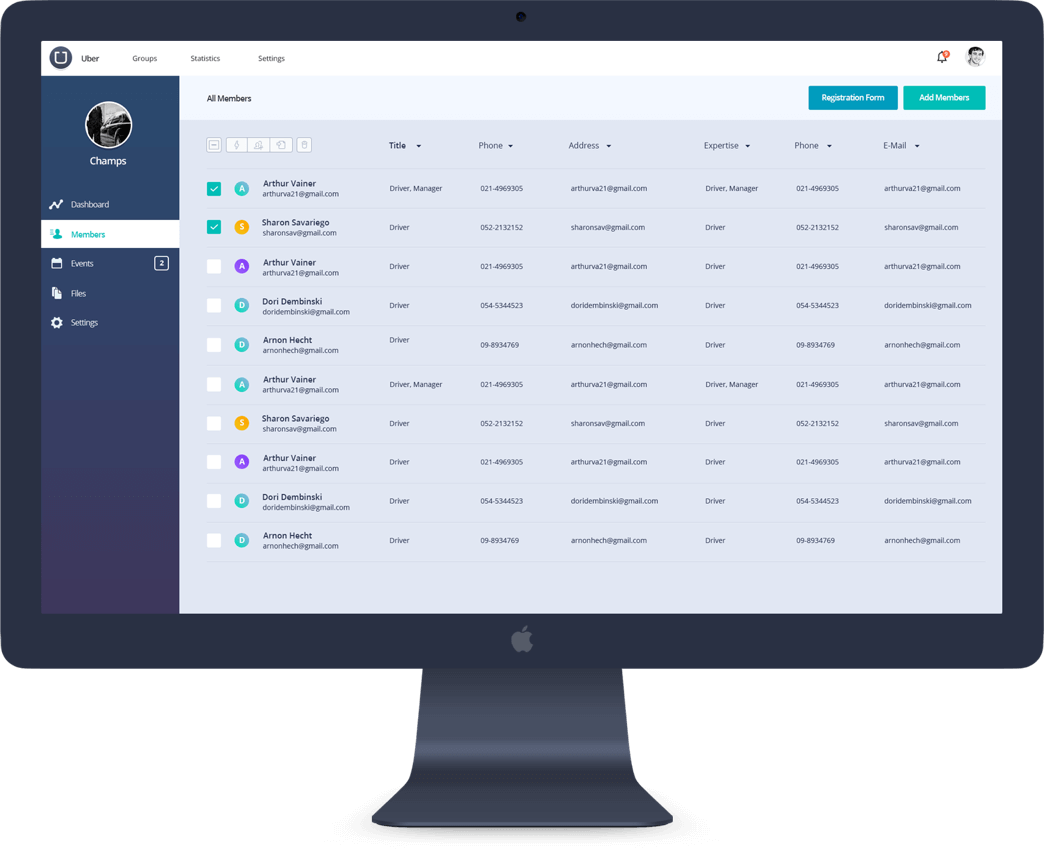 Uber Groups Statistics Settings
Champs
Dashboard
Members
Events 2
Files
Settings
All Members Registration Form Add Members
Title Phone Address Expertise Phone E-Mail
A Arthur Vainer Driver, Manager 021-4969305 arthurva21@gmail.com Driver, Manager 021-4969305 arthurva21@gmail.com
arthurva21@gmail.com
S Sharon Savariego Driver 052-2132152 sharonsav@gmail.com Driver 052-2132152 sharonsav@gmail.com
sharonsav@gmail.com
A Arthur Vainer Driver 021-4969305 arthurva21@gmail.com Driver 021-4969305 arthurva21@gmail.com
arthurva21@gmail.com
D Dori Dembinski Driver 054-5344523 doridembinski@gmail.com Driver 054-5344523 doridembinski@gmail.com
doridembinski@gmail.com
D Arnon Hecht Driver 09-8934769 arnonhech@gmail.com Driver 09-8934769 arnonhech@gmail.com
arnonhech@gmail.com
A Arthur Vainer Driver, Manager 021-4969305 arthurva21@gmail.com Driver, Manager 021-4969305 arthurva21@gmail.com
arthurva21@gmail.com
S Sharon Savariego Driver 052-2132152 sharonsav@gmail.com Driver 052-2132152 sharonsav@gmail.com
sharonsav@gmail.com
A Arthur Vainer Driver 021-4969305 arthurva21@gmail.com Driver 021-4969305 arthurva21@gmail.com
arthurva21@gmail.com
D Dori Dembinski Driver 054-5344523 doridembinski@gmail.com Driver 054-5344523 doridembinski@gmail.com
doridembinski@gmail.com
D Arnon Hecht Driver 09-8934769 arnonhech@gmail.com Driver 09-8934769 arnonhech@gmail.com
arnonhech@gmail.com